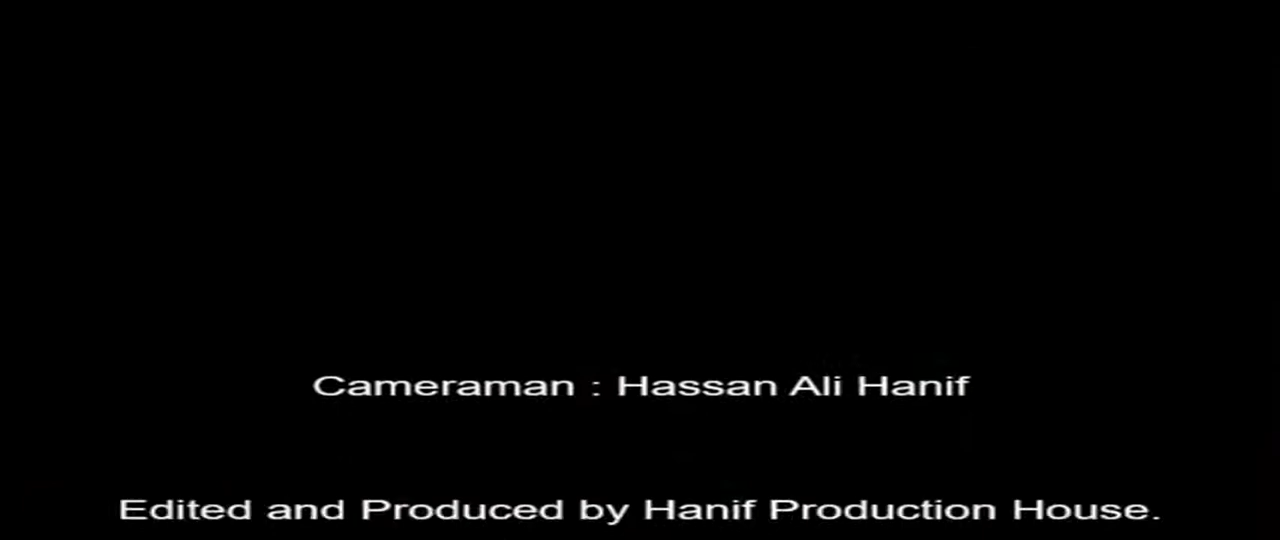 Cameraman : Hassan Ali Hanif
Edited and Produced by Hanif Production House.